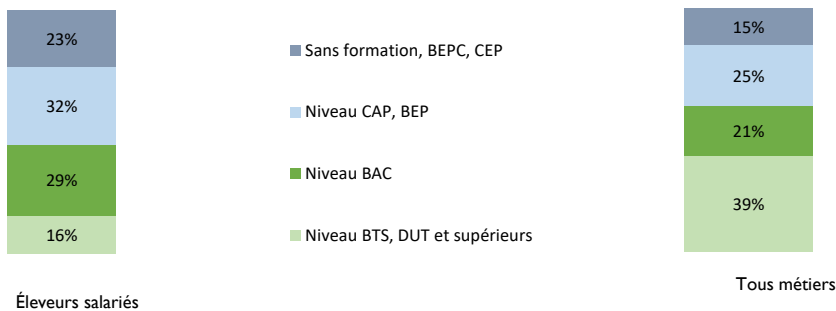 23%
32%
29%
16%
Éleveurs salariés
Sans formation, BEPC, CEP
Niveau CAP, BEP
Niveau BAC
Niveau BTS, DUT et supérieurs
15%
25%
21%
39%
Tous métiers